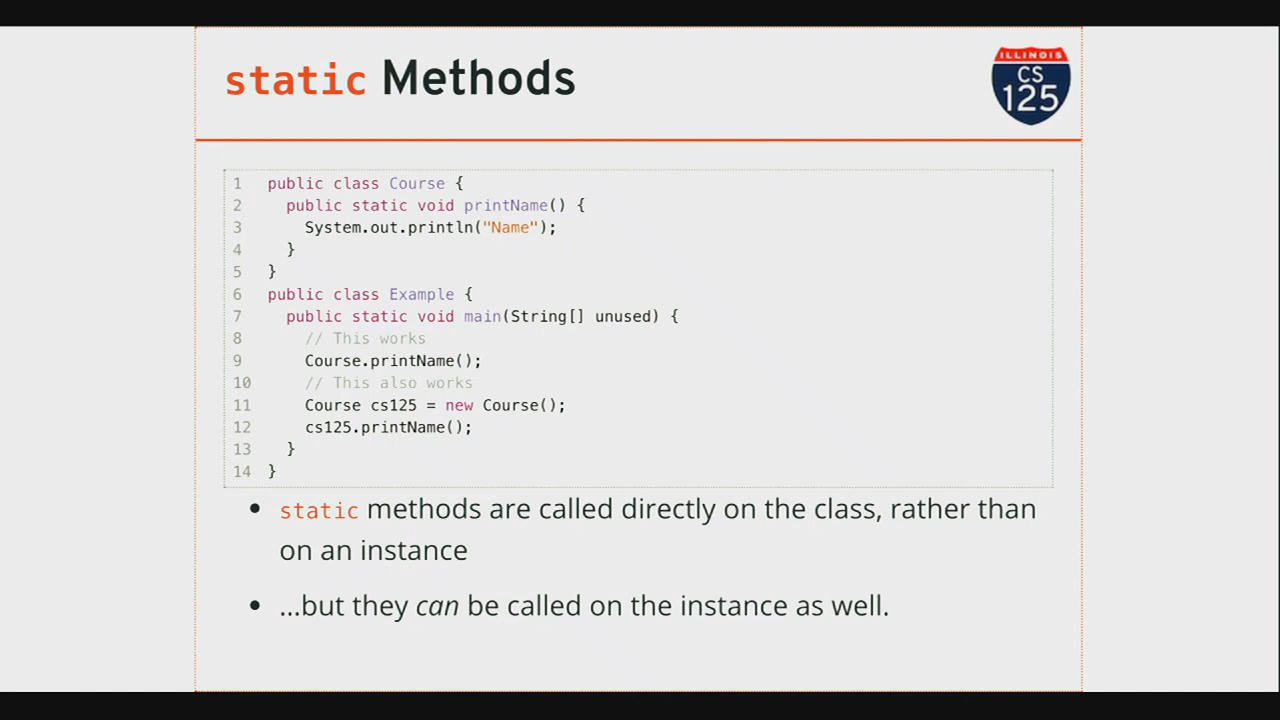 static Methods
ILLINOIS
CS
125
1 public class Course {
2   public static void printName() {
3     System.out.println("Name");
4   }
5 }
6 public class Example {
7   public static void main(String[] unused) {
8     // This works
9     Course.printName();
10     // This also works
11     Course cs125 = new Course();
12     cs125.printName();
13   }
14 }
• static methods are called directly on the class, rather than
on an instance
• ...but they can be called on the instance as well.